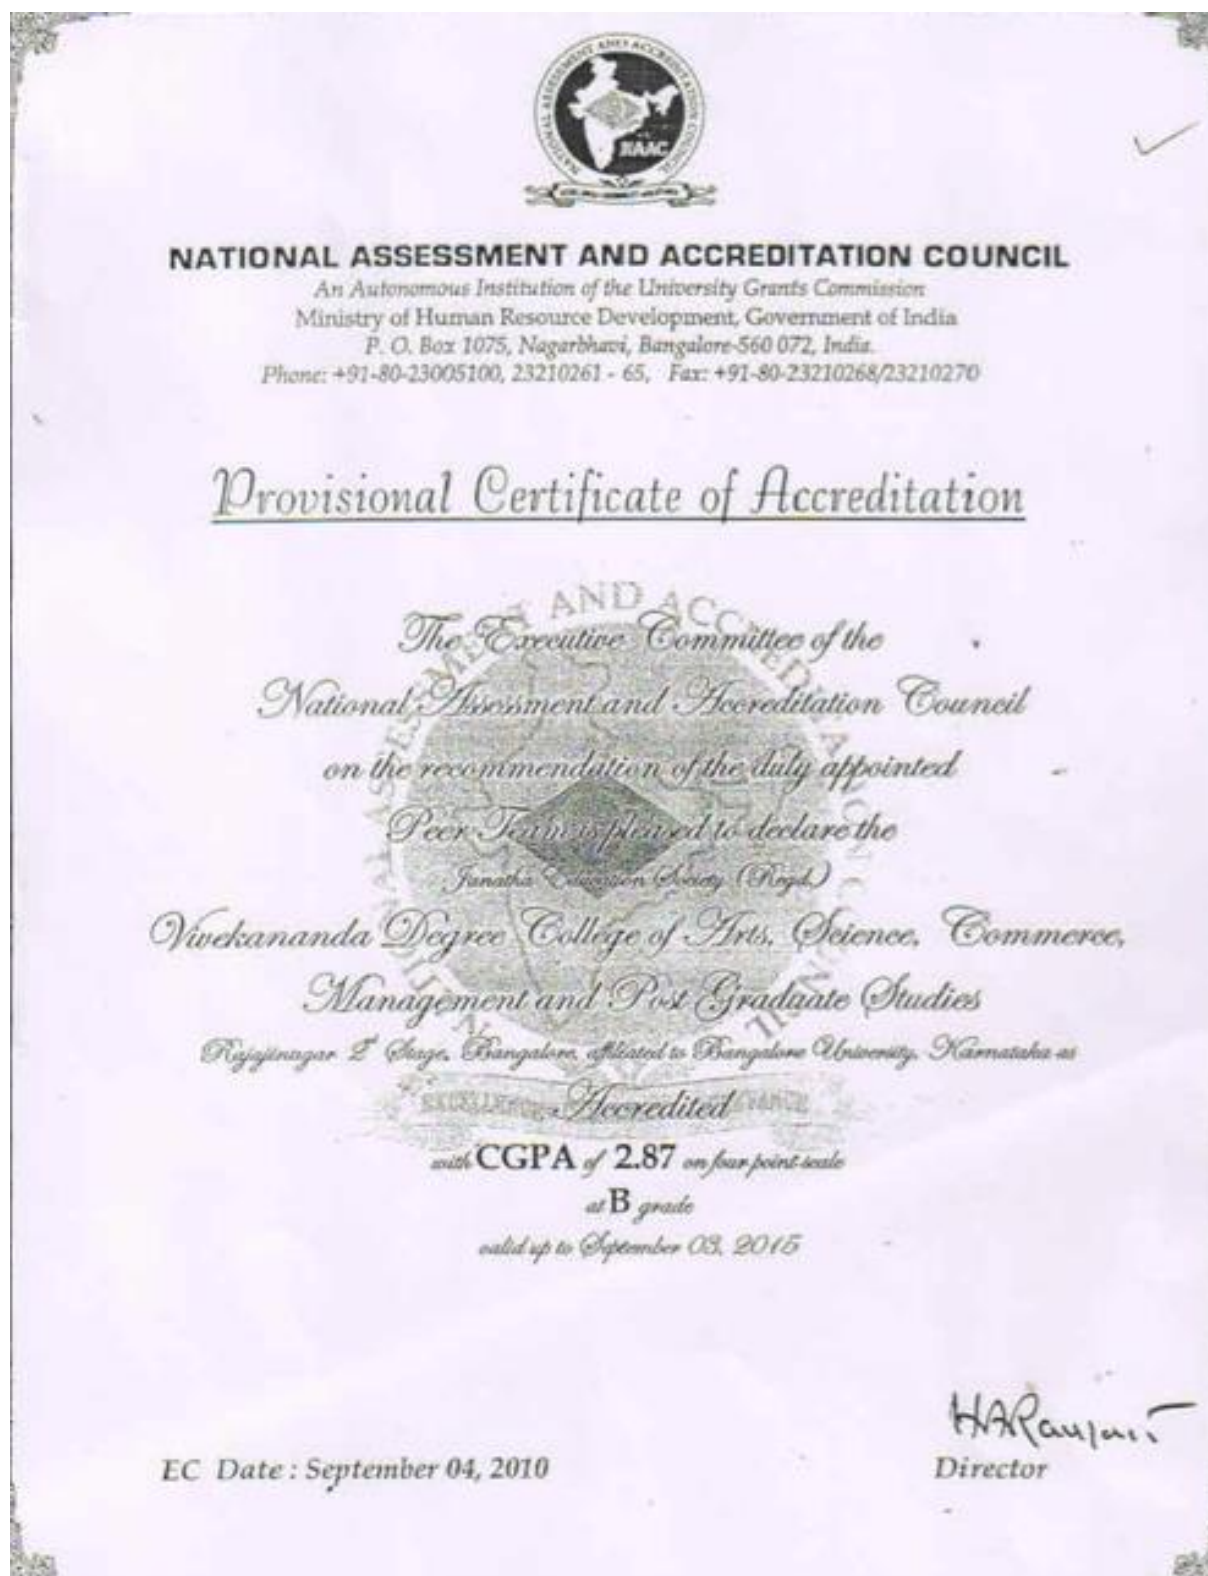 NATIONAL ASSESSMENT AND ACCREDITATION COUNCIL
NAAC
NATIONAL ASSESSMENT AND ACCREDITATION COUNCIL
An Autonomous Institution of the University Grants Commission
Ministry of Human Resource Development, Government of India
P. O. Box 1075, Nagarbhavi, Bangalore-560 072, India.
Phone: +91-80-23005100, 23210261 - 65, Fax: +91-80-23210268/23210270
Provisional Certificate of Accreditation
The Executive Committee of the
National Assessment and Accreditation Council
on the recommendation of the duly appointed
Peer Team is pleased to declare the
Janatha Education Society (Regd.)
Vivekananda Degree College of Arts, Science, Commerce,
Management and Post Graduate Studies
Rajajinagar 2nd Stage, Bangalore, affiliated to Bangalore University, Karnataka as
Accredited
with CGPA of 2.87 on four point scale
at B grade
valid up to September 03, 2015
EC Date : September 04, 2010
Director